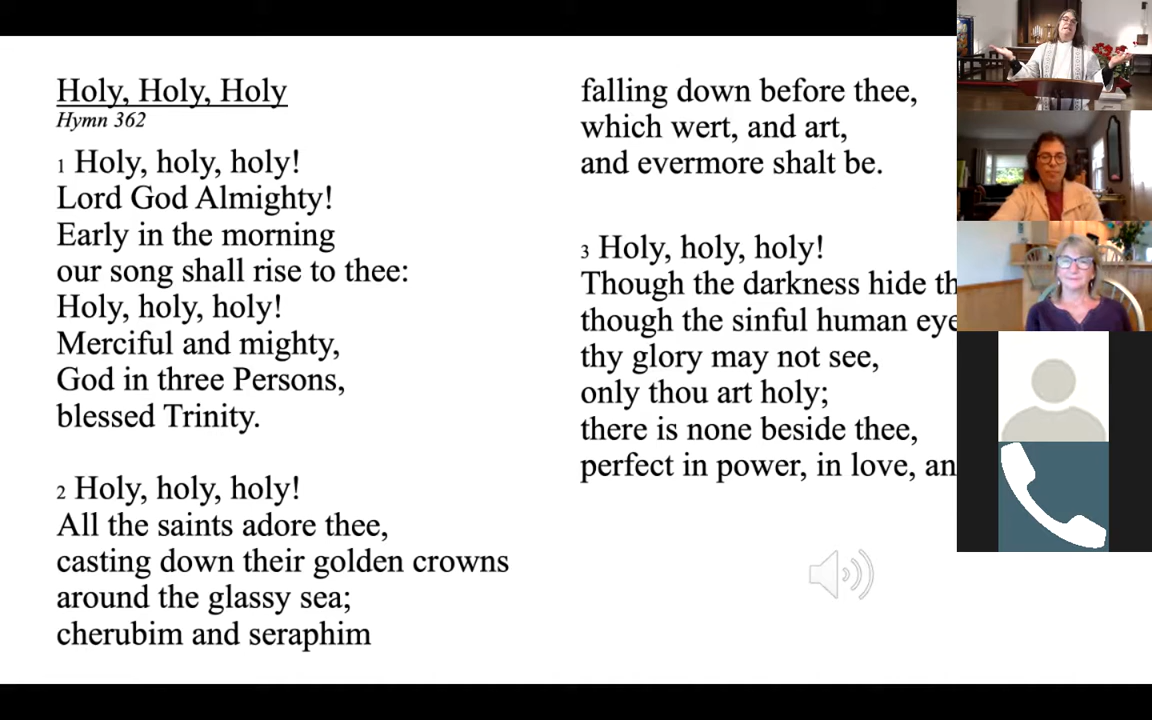 Holy, Holy, Holy
Hymn 362
1 Holy, holy, holy!
Lord God Almighty!
Early in the morning
our song shall rise to thee:
Holy, holy, holy!
Merciful and mighty,
God in three Persons,
blessed Trinity.
2 Holy, holy, holy!
All the saints adore thee,
casting down their golden crowns
around the glassy sea;
cherubim and seraphim
falling down before thee,
which wert, and art,
and evermore shalt be.
3 Holy, holy, holy!
Though the darkness hide th
though the sinful human eye
thy glory may not see,
only thou art holy;
there is none beside thee,
perfect in power, in love, an